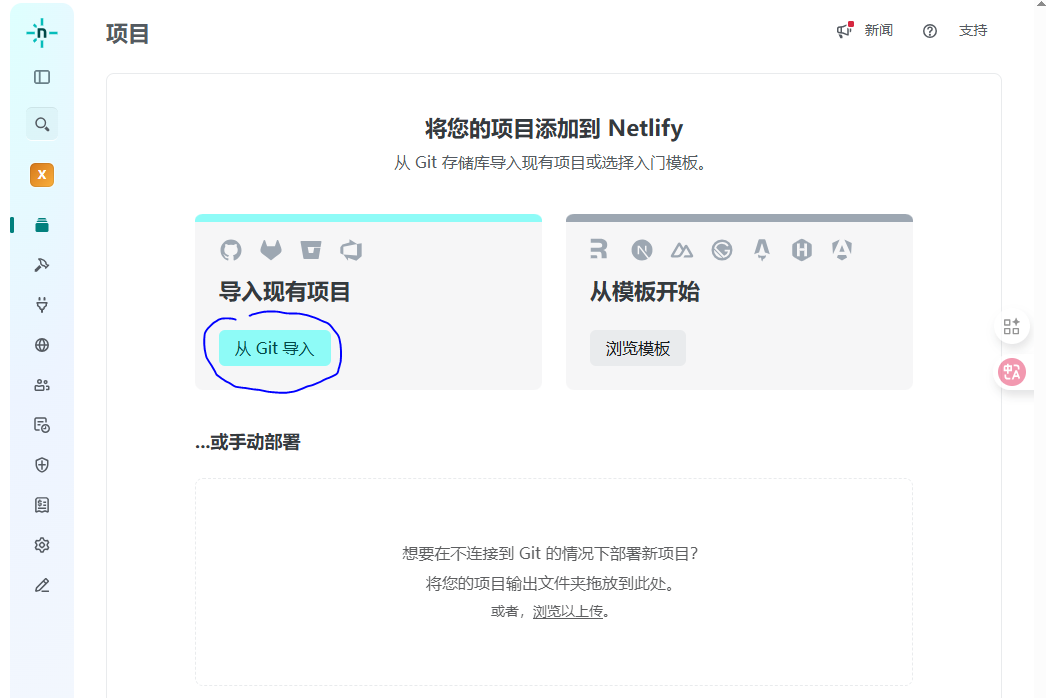 n
项目
新闻
支持
X
将您的项目添加到 Netlify
从 Git 存储库导入现有项目或选择入门模板。
导入现有项目
从 Git 导入
从模板开始
浏览模板
...或手动部署
想要在不连接到 Git 的情况下部署新项目？
将您的项目输出文件夹拖放到此处。
或者，浏览以上传。
中A